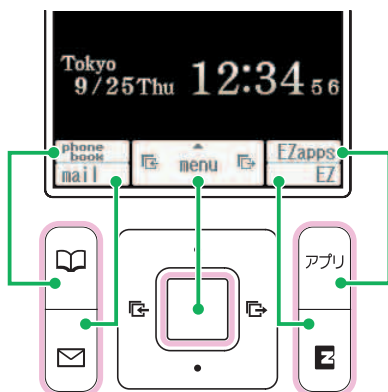 Tokyo
9/25Thu 12:34 56
phone
book
mail
menu
EZapps
EZ
アプリ